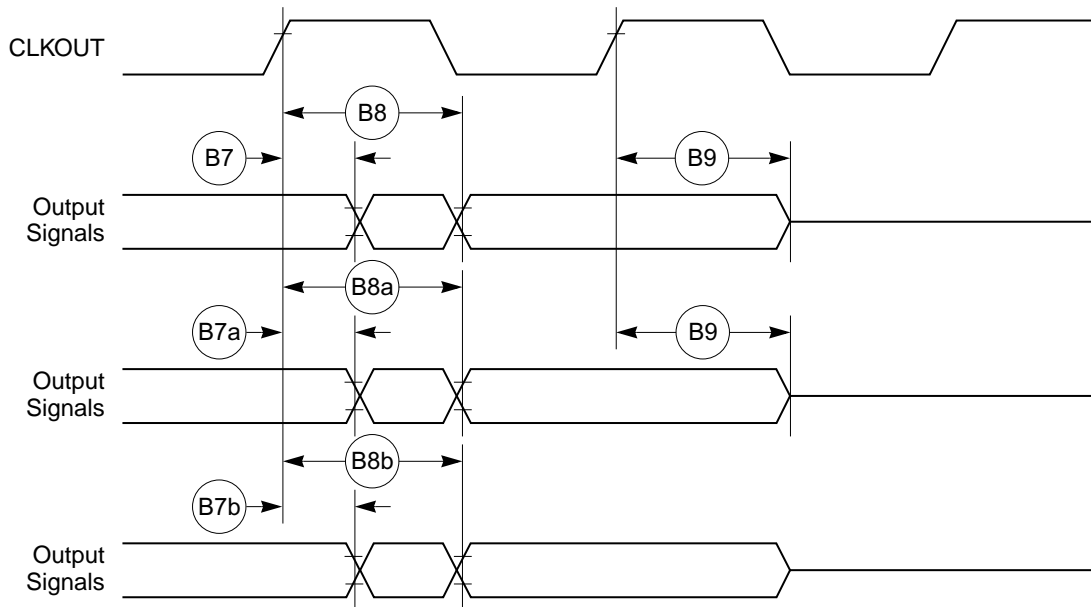 CLKOUT
B8
B7
B9
Output
Signals
B8a
B7a
B9
Output
Signals
B8b
B7b
Output
Signals